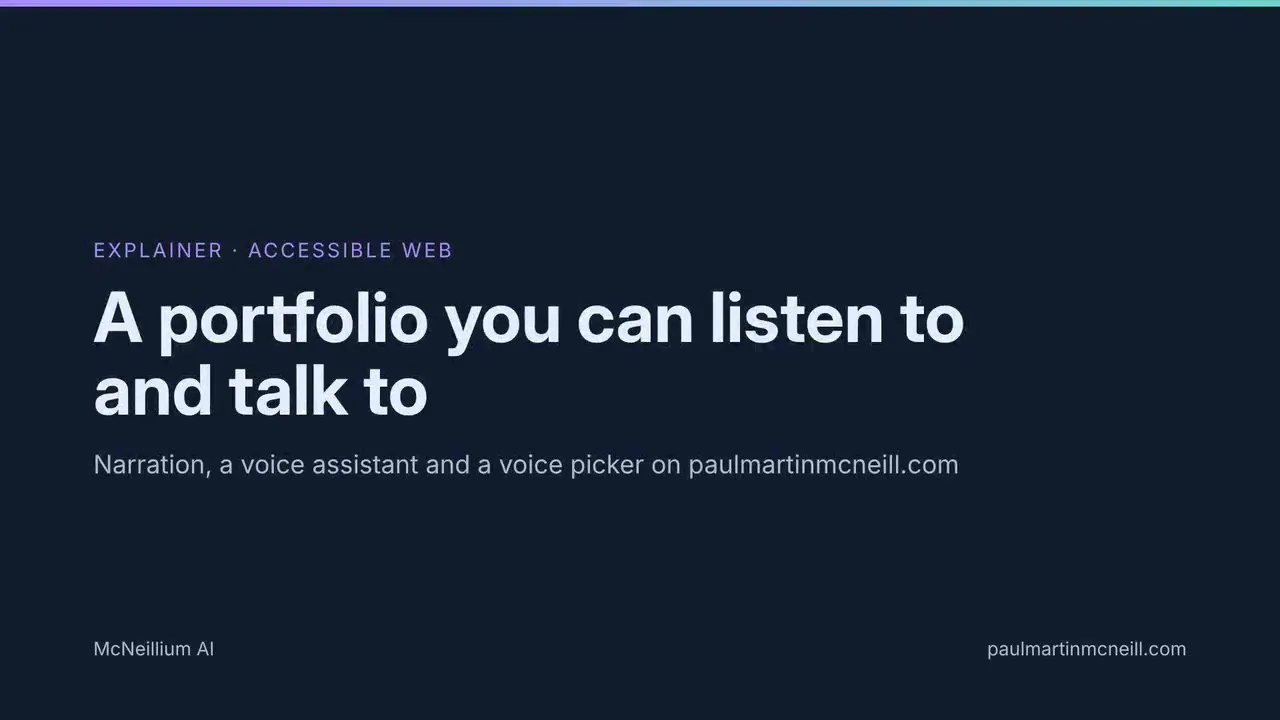 EXPLAINER · ACCESSIBLE WEB
A portfolio you can listen to
and talk to
Narration, a voice assistant and a voice picker on paulmartinmcneill.com
McNeillium AI
paulmartinmcneill.com